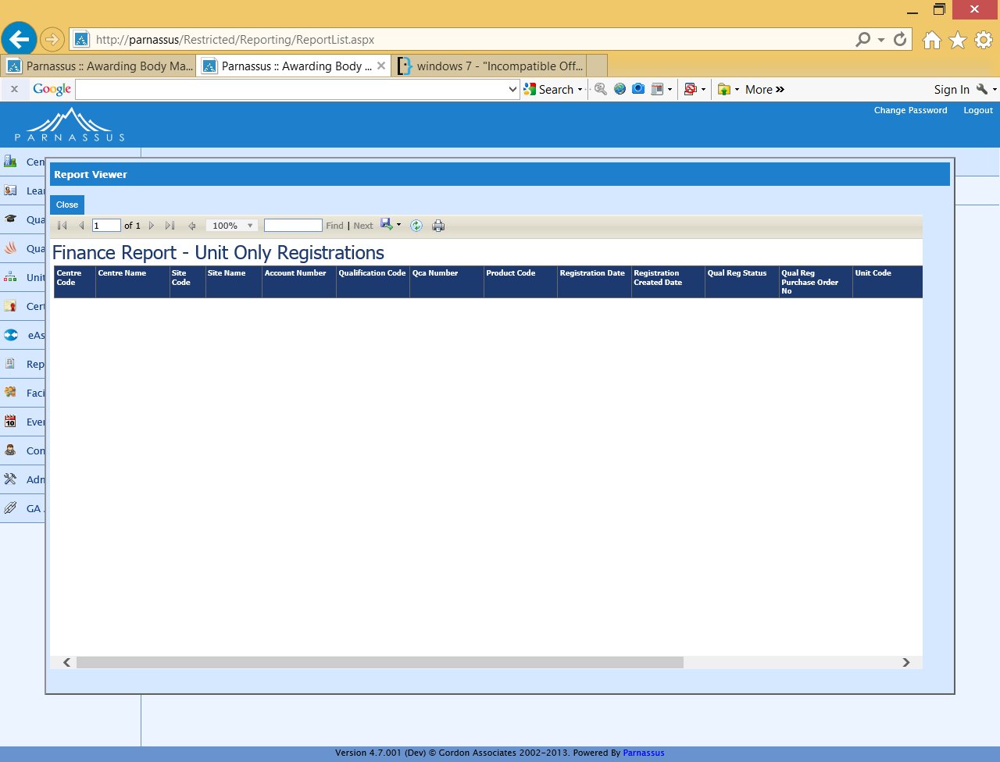 http://parnassus/Restricted/Reporting/ReportList.aspx
Parnassus :: Awarding Body Ma...
Parnassus :: Awarding Body ...
windows 7 - "Incompatible Off...
x Google Search More » Sign In
Change Password Logout
PARNASSUS
Cen
Report Viewer
Lea
Close
Qua
1 of 1 100% Find | Next
Qua
Finance Report - Unit Only Registrations
Centre Code
Centre Name
Site Code
Site Name
Account Number
Qualification Code
Qca Number
Product Code
Registration Date
Registration Created Date
Qual Reg Status
Qual Reg Purchase Order No
Unit Code
Unit
Cert
eAs
Rep
Faci
10 Ever
Con
Adm
GA
Version 4.7.001 (Dev) © Gordon Associates 2002-2013. Powered By Parnassus